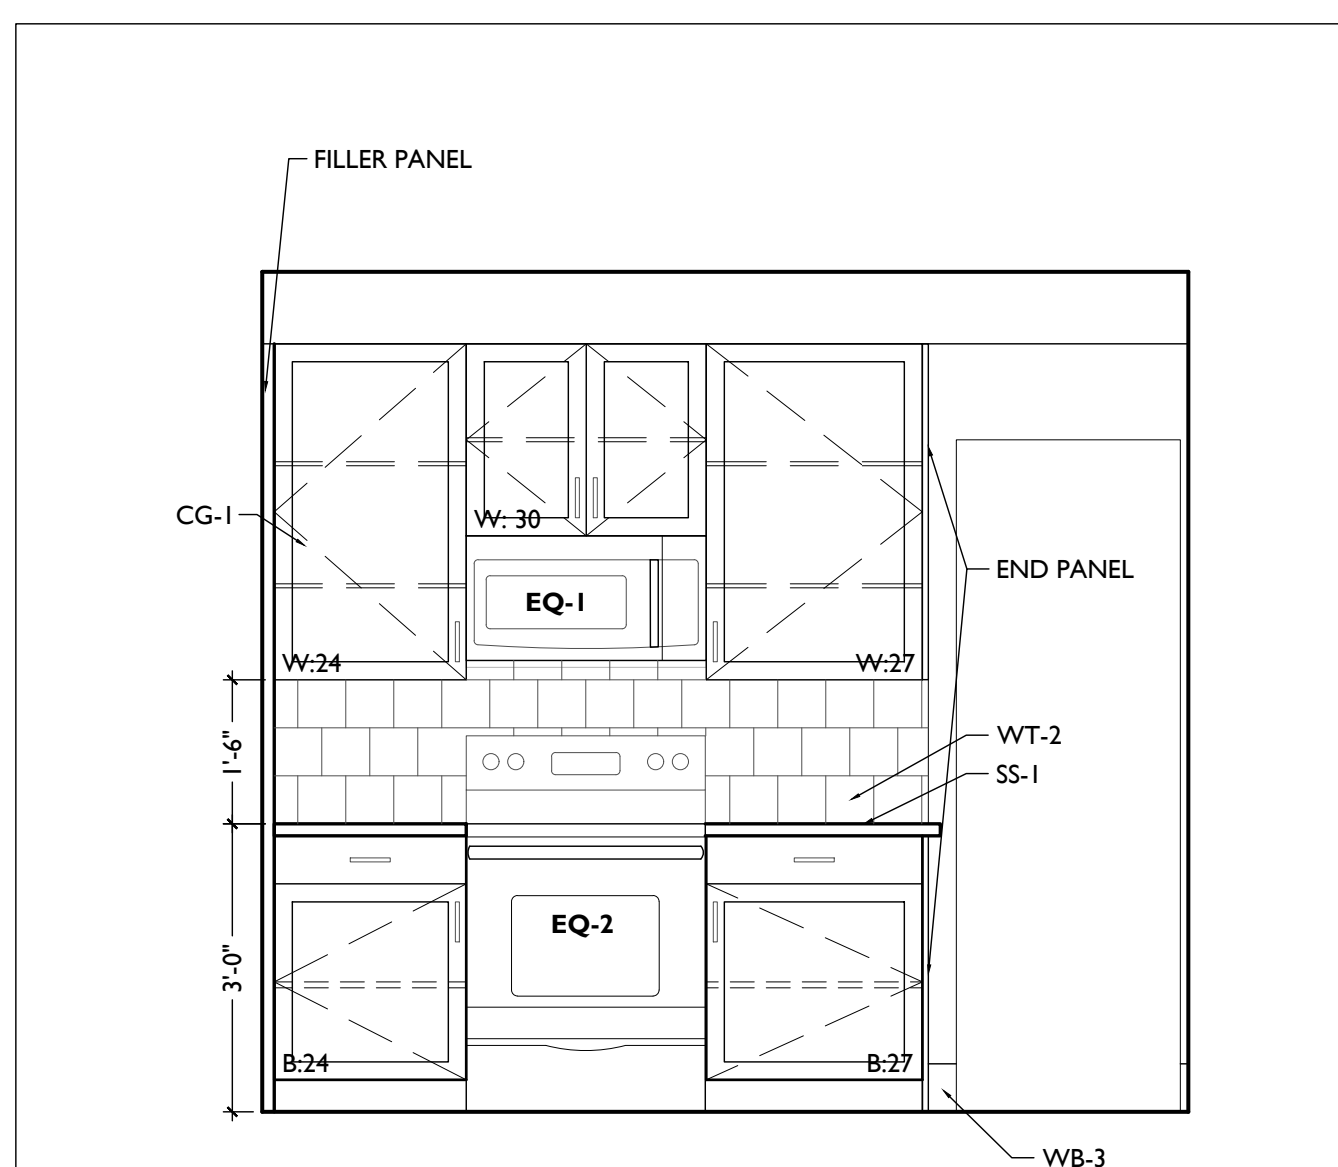 FILLER PANEL
CG-1
W: 30
EQ-1
END PANEL
W:24
W:27
1'-6"
WT-2
SS-1
EQ-2
3'-0"
B:24
B:27
WB-3